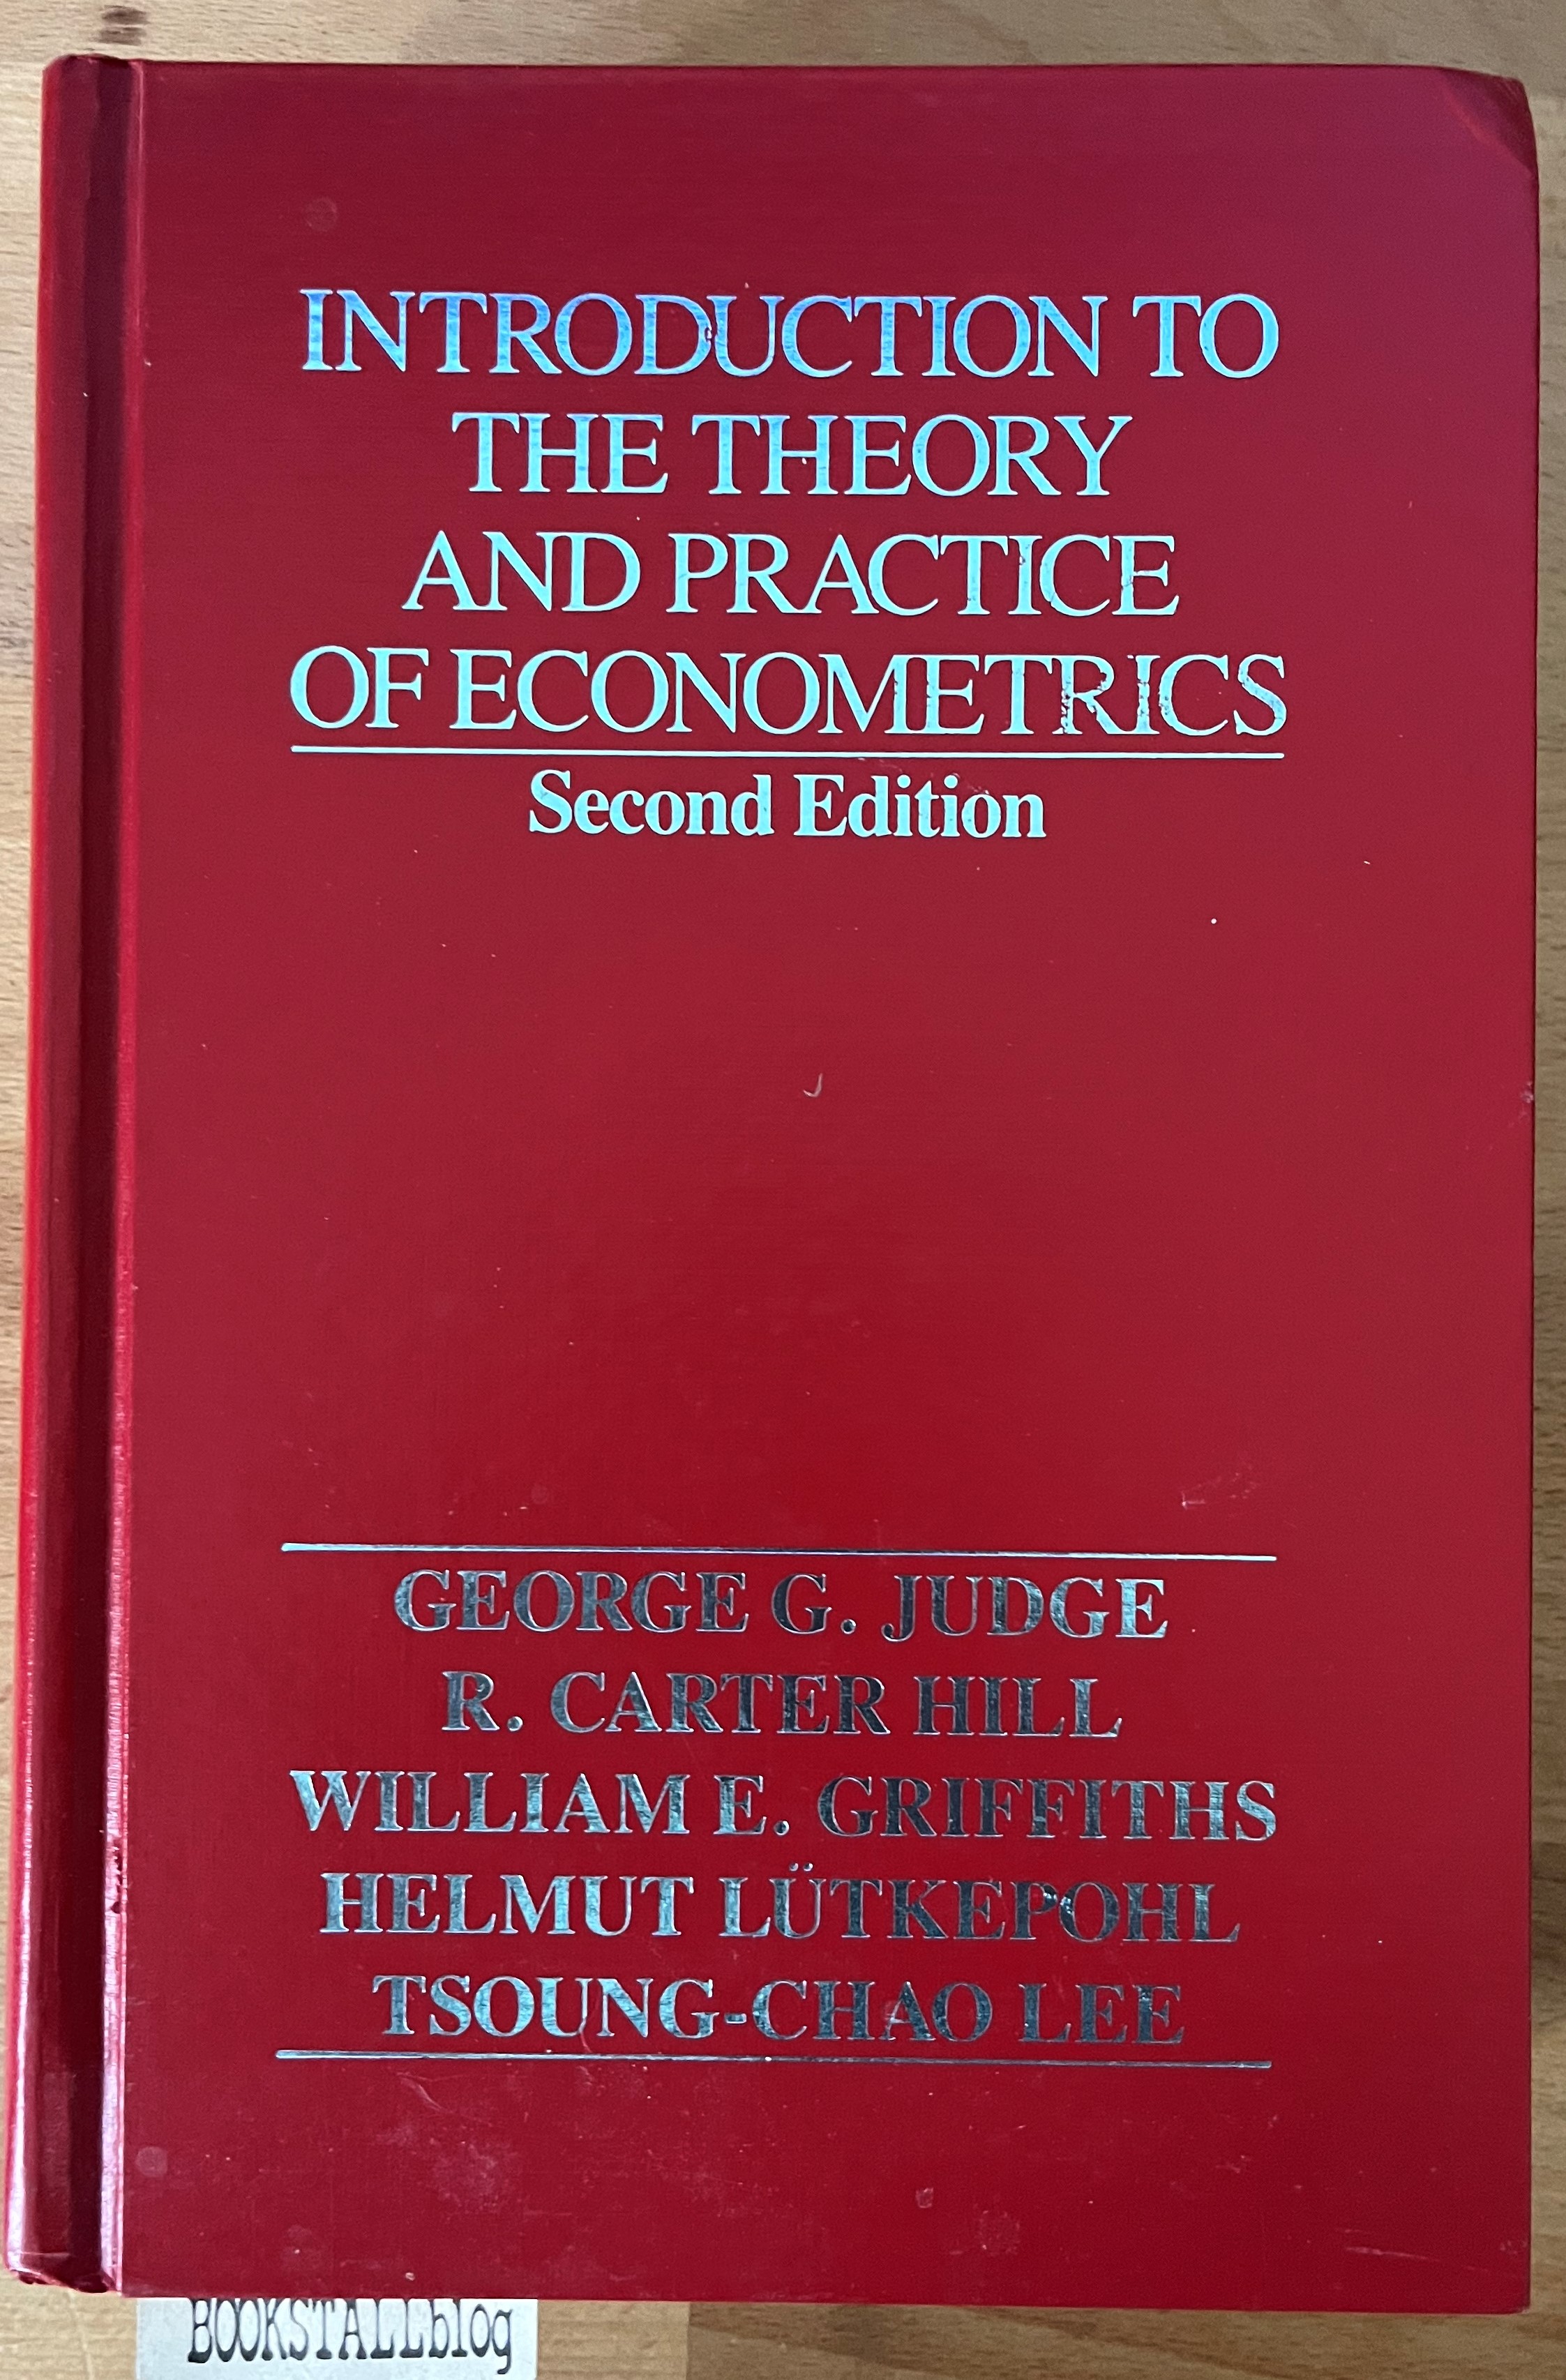 INTRODUCTION TO
THE THEORY
AND PRACTICE
OF ECONOMETRICS
Second Edition
GEORGE G. JUDGE
R. CARTER HILL
WILLIAM E. GRIFFITHS
HELMUT LÜTKEPOHL
TSOUNG-CHAO LEE
BOOKSTALLblog